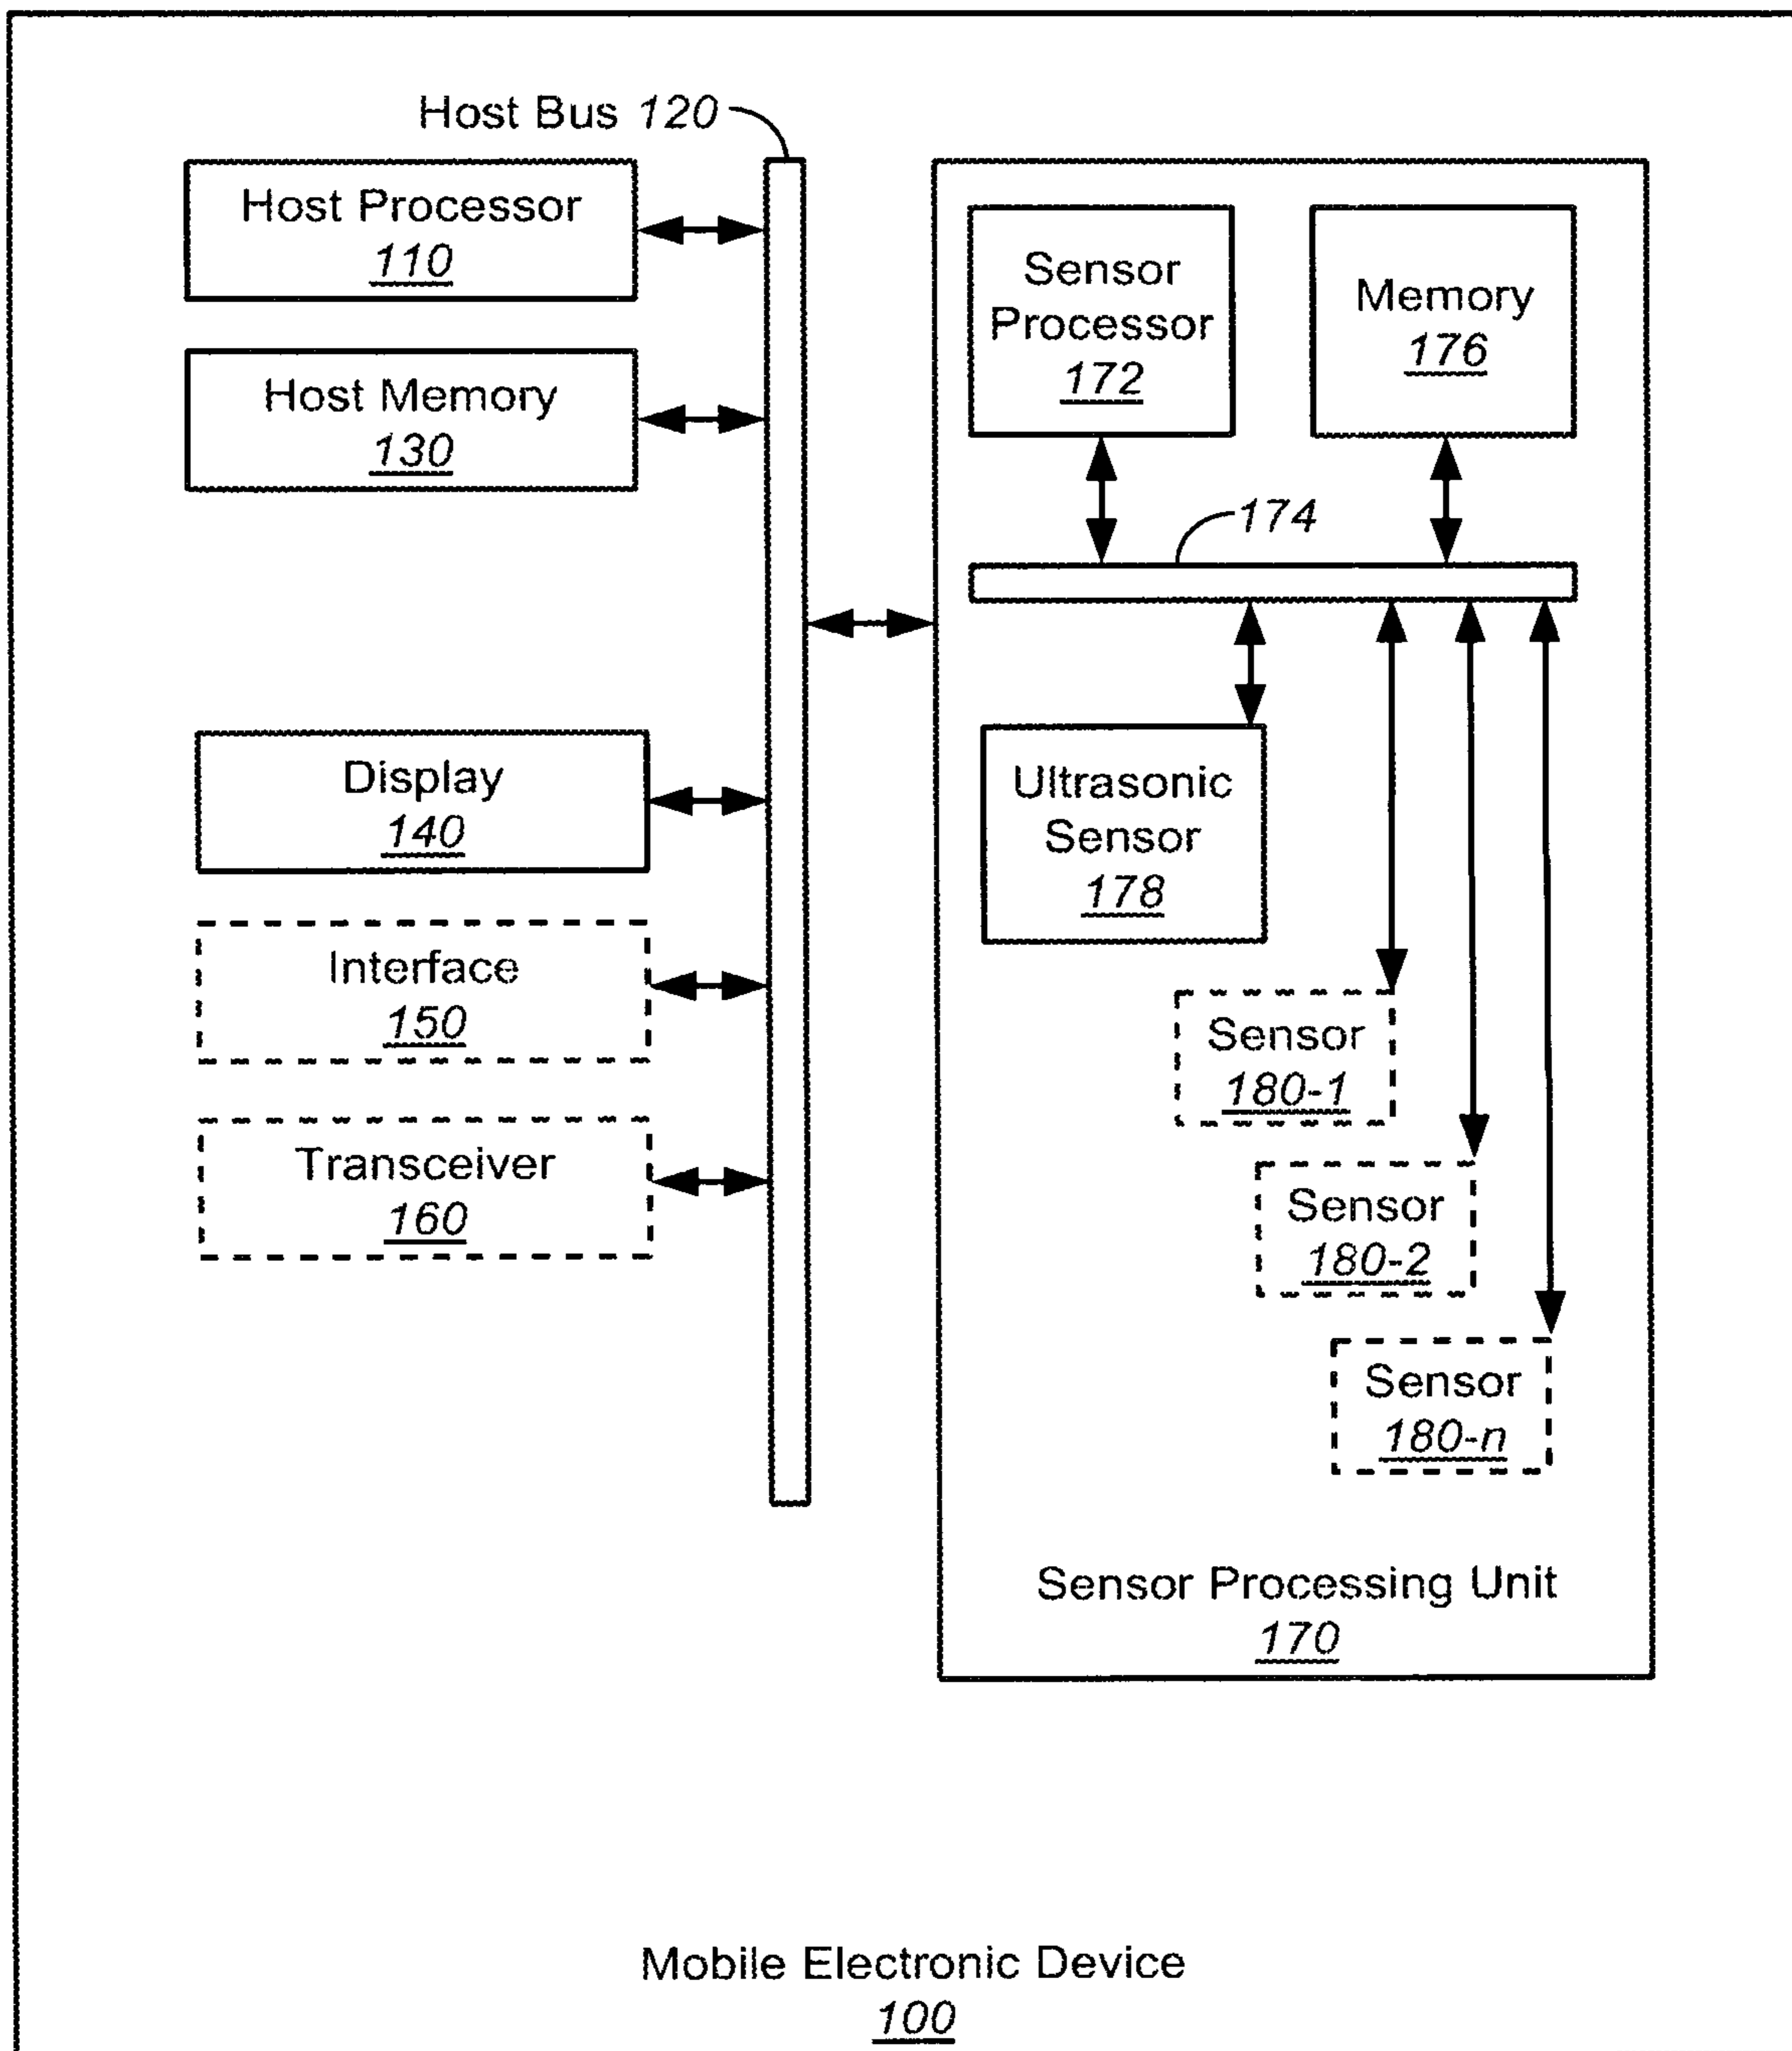 Host Bus 120
Host Processor
110
Host Memory
130
Display
140
Interface
150
Transceiver
160
Sensor
Processor
172
Memory
176
174
Ultrasonic
Sensor
178
Sensor
180-1
Sensor
180-2
Sensor
180-n
Sensor Processing Unit
170
Mobile Electronic Device
100